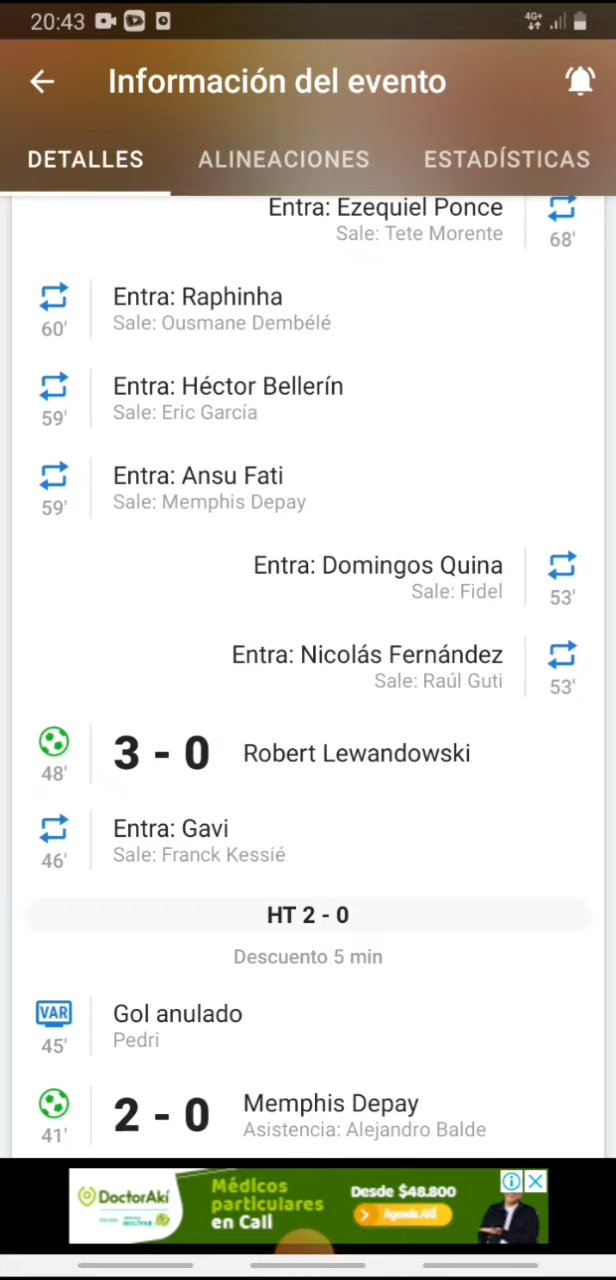 20:43
4G+
Información del evento
DETALLES
ALINEACIONES
ESTADÍSTICAS
Entra: Ezequiel Ponce
Sale: Tete Morente
68'
Entra: Raphinha
Sale: Ousmane Dembélé
60'
Entra: Héctor Bellerín
Sale: Eric García
59'
Entra: Ansu Fati
Sale: Memphis Depay
59'
Entra: Domingos Quina
Sale: Fidel
53'
Entra: Nicolás Fernández
Sale: Raúl Guti
53'
3 - 0 Robert Lewandowski
48'
Entra: Gavi
Sale: Franck Kessié
46'
HT 2 - 0
Descuento 5 min
VAR
Gol anulado
Pedri
45'
2 - 0 Memphis Depay
Asistencia: Alejandro Balde
41'
DoctorAkí
BOLÍVAR
Médicos
particulares
en Cali
Desde $48.800
Agenda AKÍ